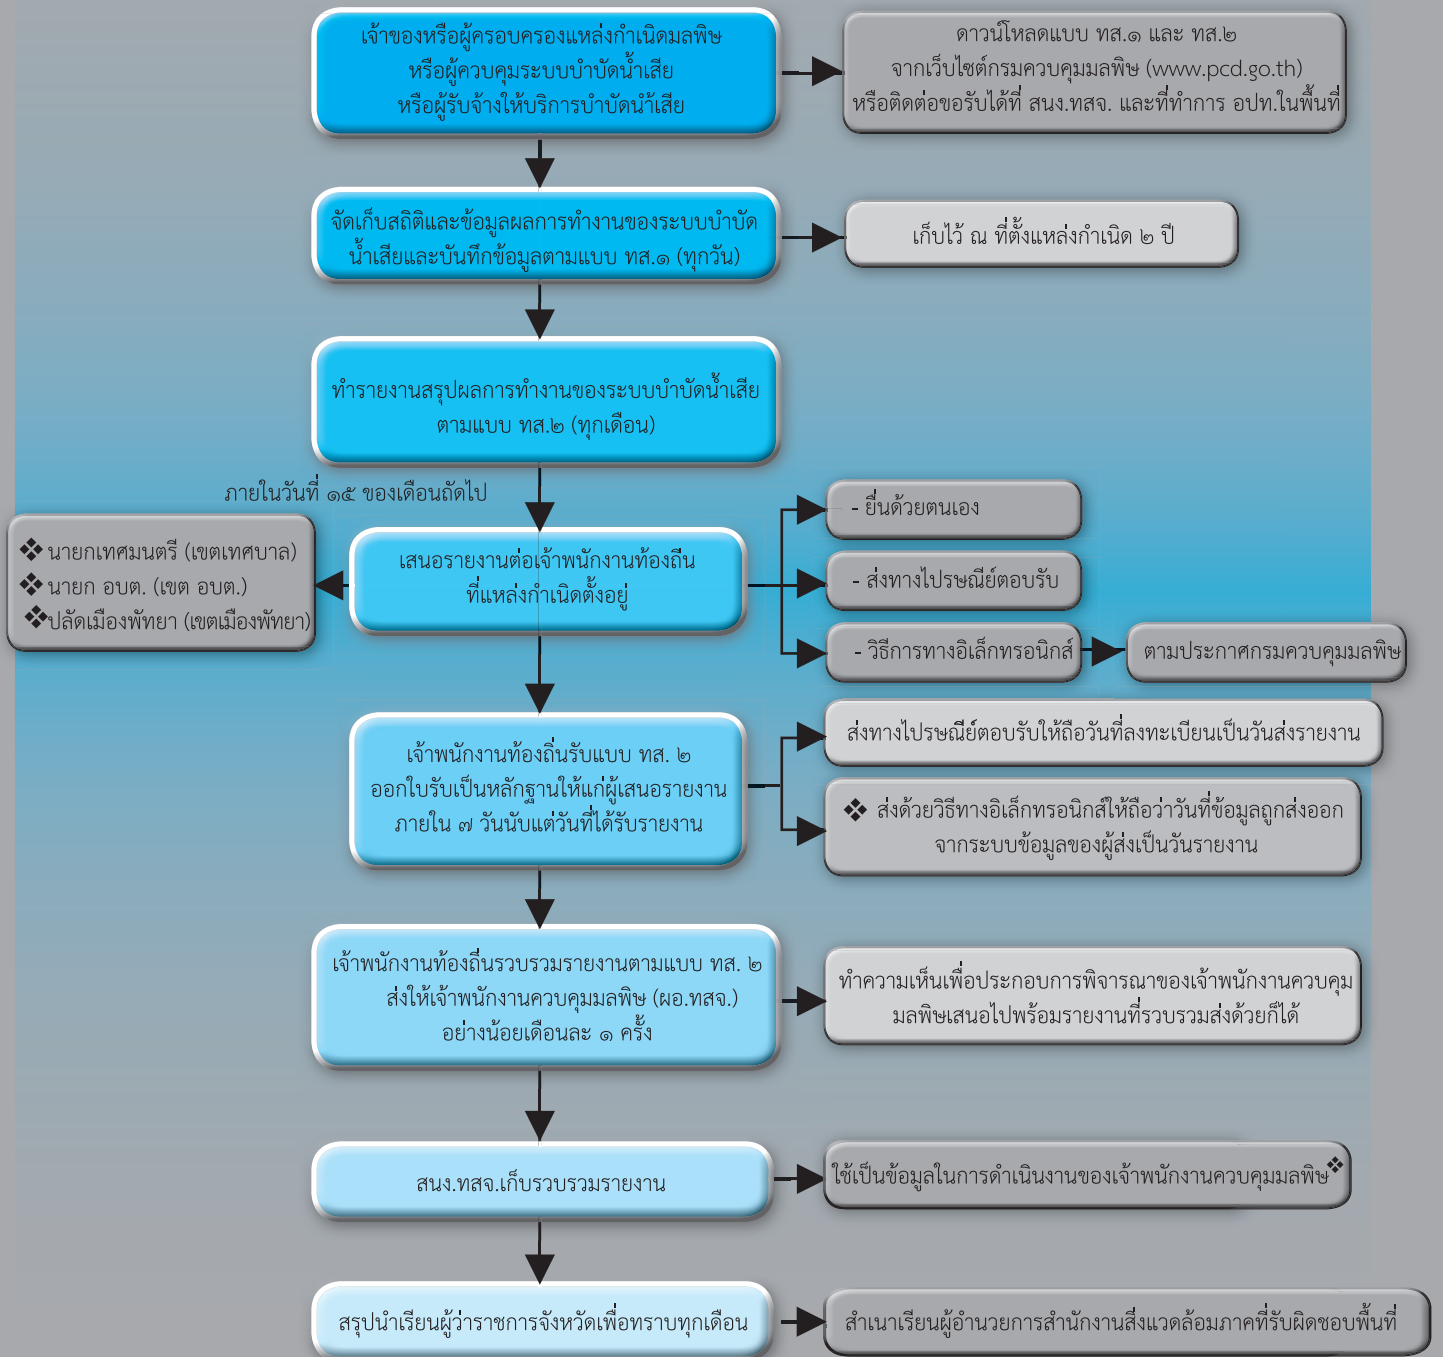 เจ้าของหรือผู้ครอบครองแหล่งกำเนิดมลพิษ
หรือผู้ควบคุมระบบบำบัดน้ำเสีย
หรือผู้รับจ้างให้บริการบำบัดน้ำเสีย
ดาวน์โหลดแบบ ทส.๑ และ ทส.๒
จากเว็บไซต์กรมควบคุมมลพิษ (www.pcd.go.th)
หรือติดต่อขอรับได้ที่ สนง.ทสจ. และที่ทำการ อปท.ในพื้นที่
จัดเก็บสถิติและข้อมูลผลการทำงานของระบบบำบัด
น้ำเสียและบันทึกข้อมูลตามแบบ ทส.๑ (ทุกวัน)
เก็บไว้ ณ ที่ตั้งแหล่งกำเนิด ๒ ปี
ทำรายงานสรุปผลการทำงานของระบบบำบัดน้ำเสีย
ตามแบบ ทส.๒ (ทุกเดือน)
ภายในวันที่ ๑๕ ของเดือนถัดไป
❖ นายกเทศมนตรี (เขตเทศบาล)
❖ นายก อบต. (เขต อบต.)
❖ปลัดเมืองพัทยา (เขตเมืองพัทยา)
เสนอรายงานต่อเจ้าพนักงานท้องถิ่น
ที่แหล่งกำเนิดตั้งอยู่
- ยื่นด้วยตนเอง
- ส่งทางไปรษณีย์ตอบรับ
- วิธีการทางอิเล็กทรอนิกส์
ตามประกาศกรมควบคุมมลพิษ
เจ้าพนักงานท้องถิ่นรับแบบ ทส. ๒
ออกใบรับเป็นหลักฐานให้แก่ผู้เสนอรายงาน
ภายใน ๗ วันนับแต่วันที่ได้รับรายงาน
ส่งทางไปรษณีย์ตอบรับให้ถือวันที่ลงทะเบียนเป็นวันส่งรายงาน
❖ ส่งด้วยวิธีทางอิเล็กทรอนิกส์ให้ถือว่าวันที่ข้อมูลถูกส่งออก
จากระบบข้อมูลของผู้ส่งเป็นวันรายงาน
เจ้าพนักงานท้องถิ่นรวบรวมรายงานตามแบบ ทส. ๒
ส่งให้เจ้าพนักงานควบคุมมลพิษ (ผอ.ทสจ.)
อย่างน้อยเดือนละ ๑ ครั้ง
ทำความเห็นเพื่อประกอบการพิจารณาของเจ้าพนักงานควบคุม
มลพิษเสนอไปพร้อมรายงานที่รวบรวมส่งด้วยก็ได้
สนง.ทสจ.เก็บรวบรวมรายงาน
ใช้เป็นข้อมูลในการดำเนินงานของเจ้าพนักงานควบคุมมลพิษ❖
สรุปนำเรียนผู้ว่าราชการจังหวัดเพื่อทราบทุกเดือน
สำเนาเรียนผู้อำนวยการสำนักงานสิ่งแวดล้อมภาคที่รับผิดชอบพื้นที่